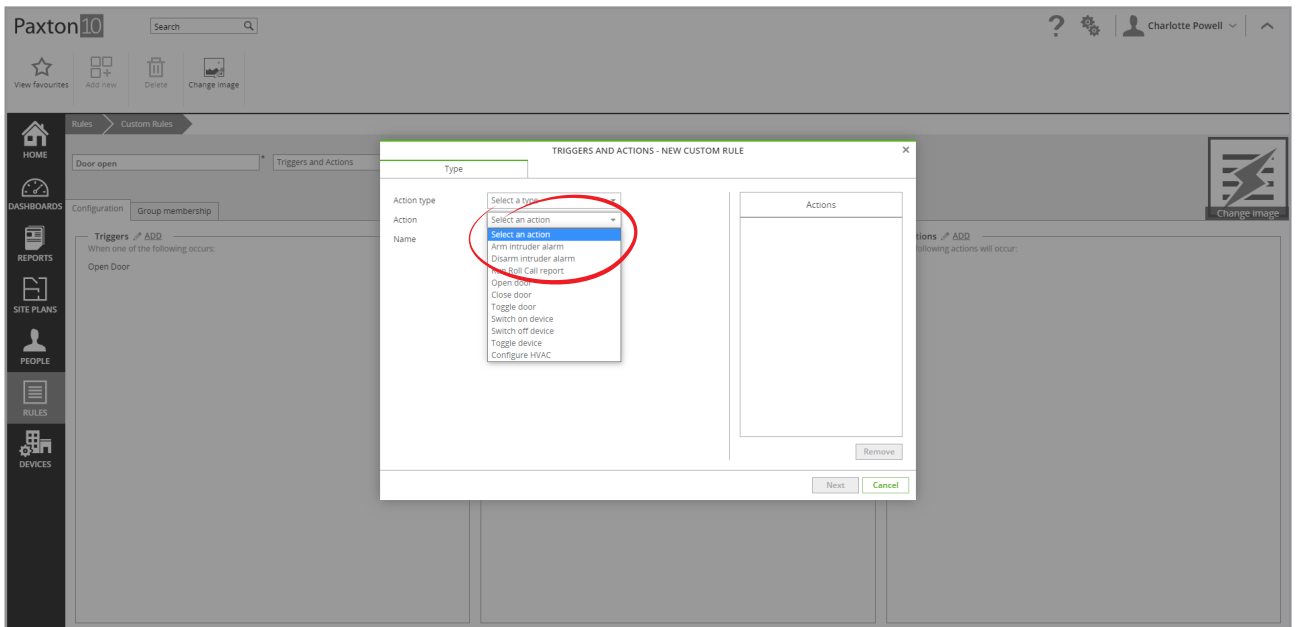 Paxton10
Search
Charlotte Powell
View favourites
Add new
Delete
Change image
HOME
DASHBOARDS
REPORTS
SITE PLANS
PEOPLE
RULES
DEVICES
Rules
Custom Rules
Door open
*
Triggers and Actions
Change image
Configuration
Group membership
Triggers ADD
When one of the following occurs:
Open Door
tions ADD
following actions will occur:
TRIGGERS AND ACTIONS - NEW CUSTOM RULE
Type
Action type
Select a type
Action
Select an action
Name
Select an action
Arm intruder alarm
Disarm intruder alarm
Run Roll Call report
Open door
Close door
Toggle door
Switch on device
Switch off device
Toggle device
Configure HVAC
Actions
Remove
Next
Cancel